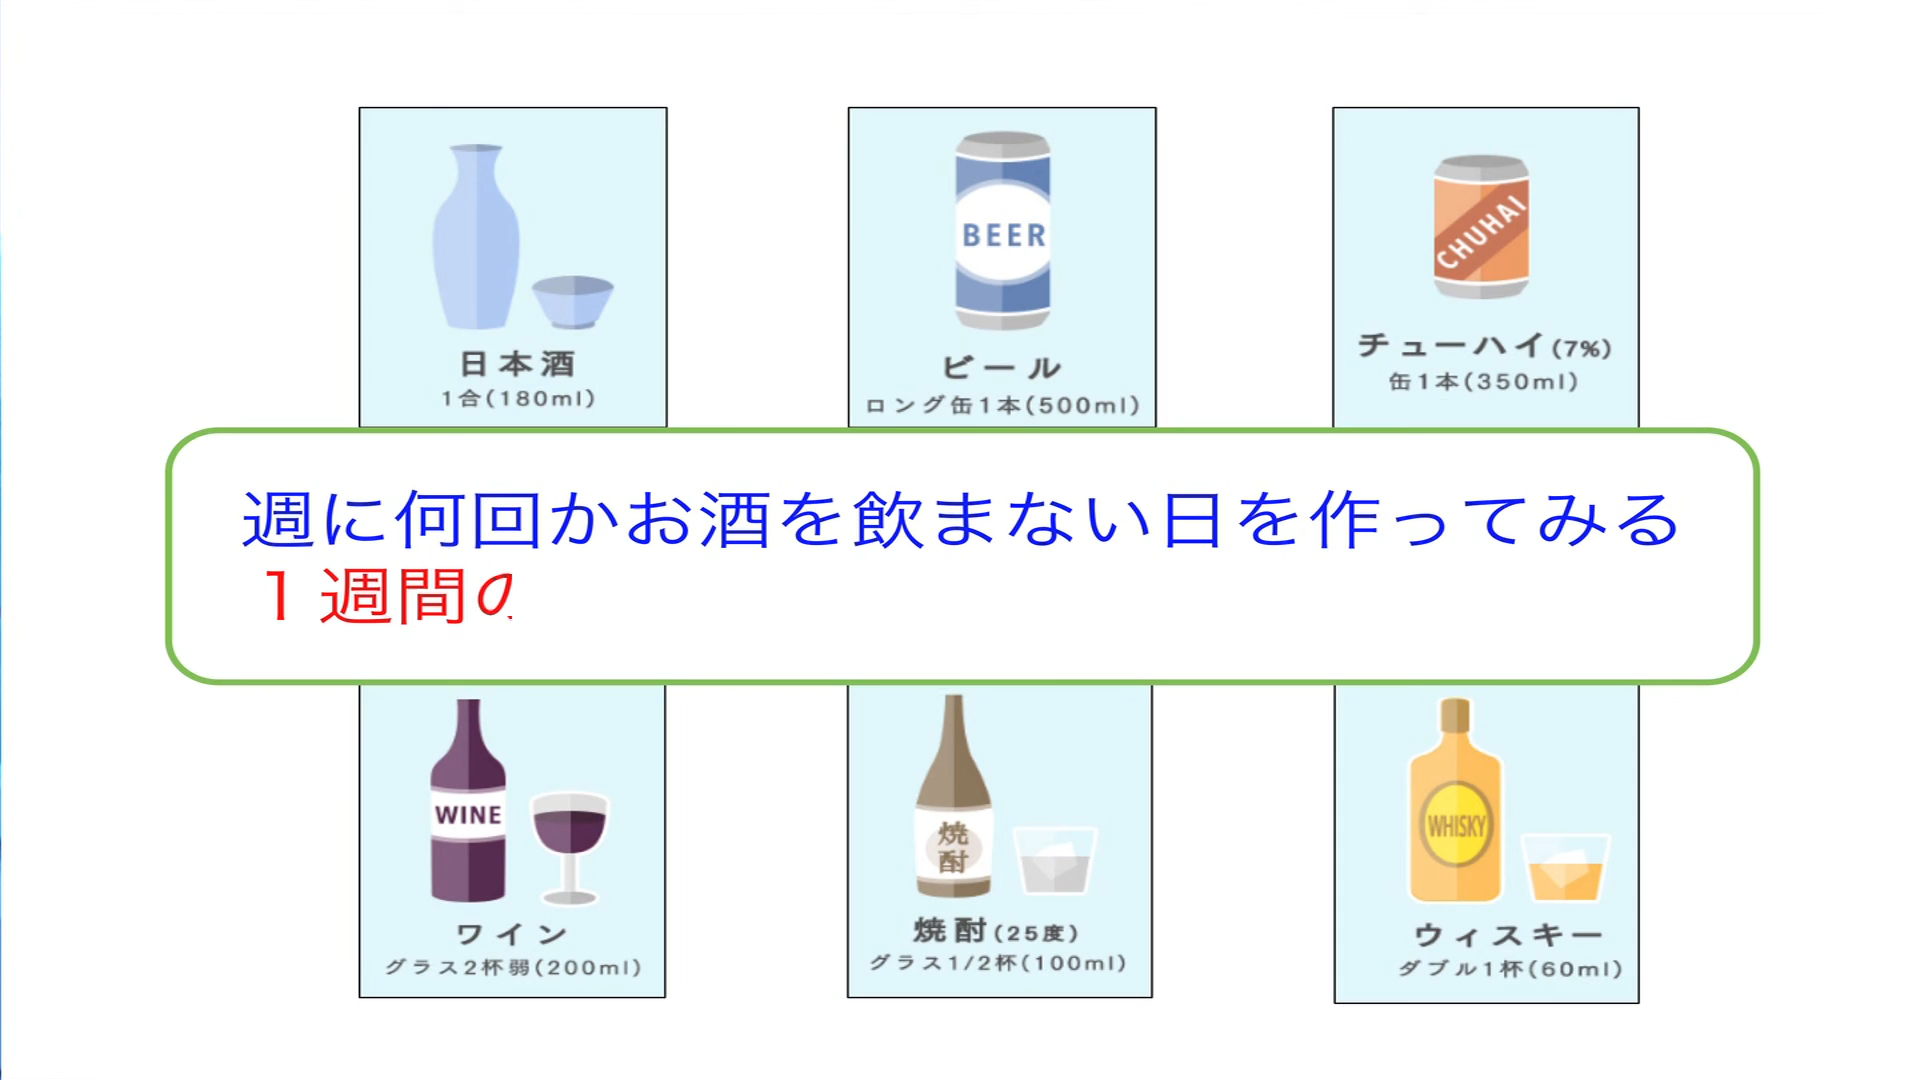 BEER
CHUHAI
日本酒
1合(180ml)
ビール
ロング缶1本(500ml)
チューハイ(7%)
缶1本(350ml)
週に何回かお酒を飲まない日を作ってみる
１週間の
WINE
焼酎
WHISKY
ワイン
グラス2杯弱(200ml)
焼酎(25度)
グラス1/2杯(100ml)
ウィスキー
ダブル1杯(60ml)